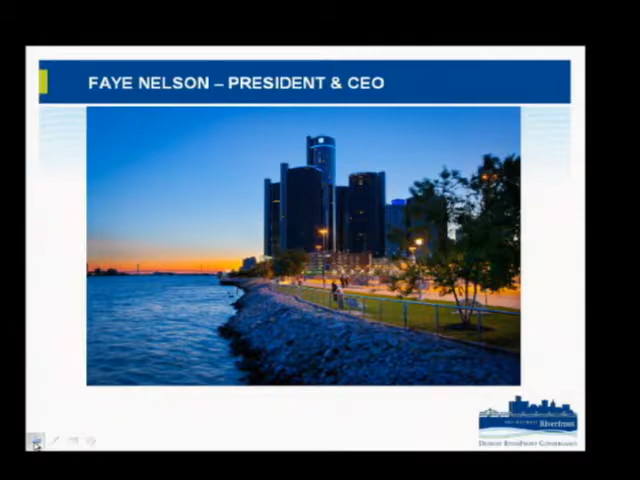 FAYE NELSON – PRESIDENT & CEO
Riverfront
DETROIT RIVERFRONT CONSERVANCY